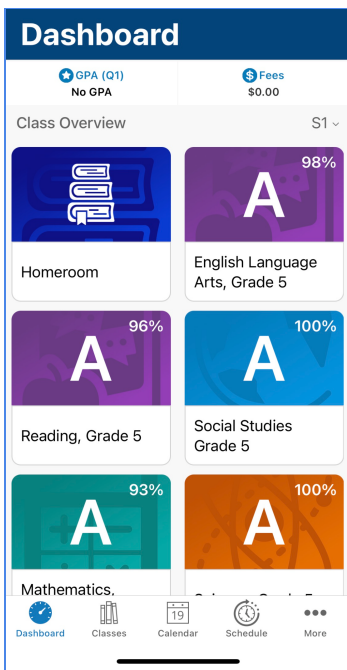 Dashboard
GPA (Q1)
No GPA
$ Fees
$0.00
Class Overview
S1
Homeroom
98%
A
English Language
Arts, Grade 5
96%
A
Reading, Grade 5
100%
A
Social Studies
Grade 5
93%
A
Mathematics,
100%
A
19
Dashboard
Classes
Calendar
Schedule
More